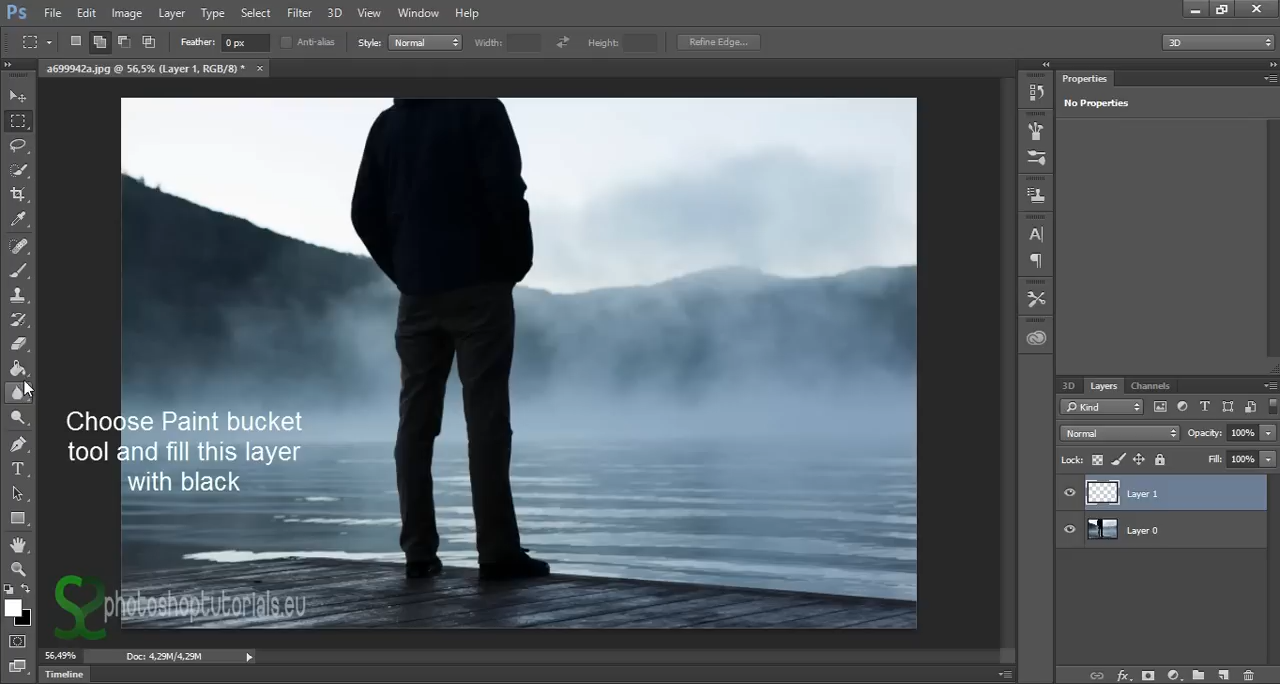 Ps File Edit Image Layer Type Select Filter 3D View Window Help
Feather: 0 px Anti-alias Style: Normal Width: Height: Refine Edge... 3D
a699942a.jpg @ 56,5% (Layer 1, RGB/8) * ×
Properties
No Properties
Choose Paint bucket
tool and fill this layer
with black
3D Layers Channels
Kind
Normal Opacity: 100%
Lock: Fill: 100%
Layer 1
Layer 0
photoshoptutorials.eu
56,49% Doc: 4,29M/4,29M
Timeline